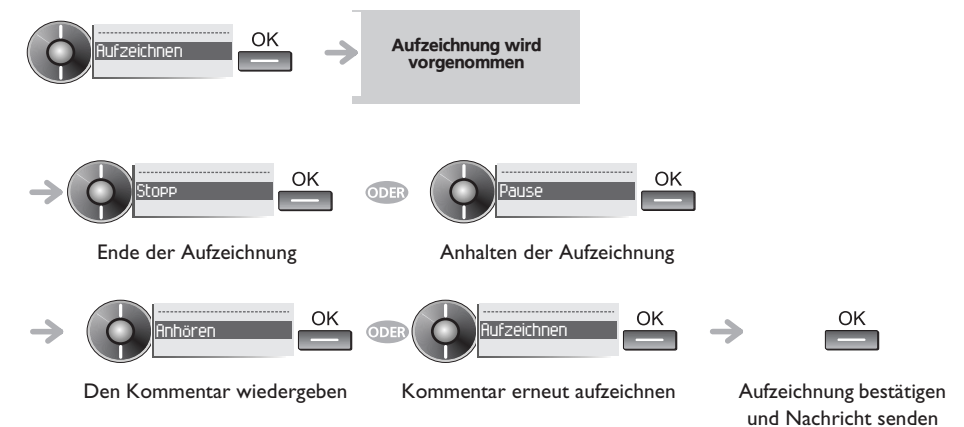 Aufzeichnen OK
Aufzeichnung wird
vorgenommen
Stopp OK ODER Pause OK
Ende der Aufzeichnung Anhalten der Aufzeichnung
Anhören OK ODER Aufzeichnen OK OK
Den Kommentar wiedergeben Kommentar erneut aufzeichnen Aufzeichnung bestätigen
und Nachricht senden